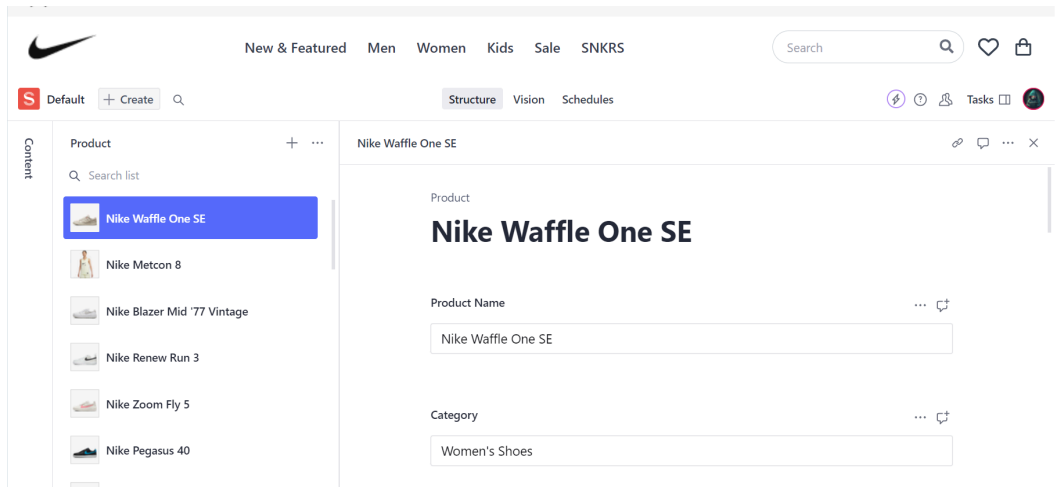 New & Featured Men Women Kids Sale SNKRS Search
S Default + Create Structure Vision Schedules Tasks
Content
Product
Search list
Nike Waffle One SE
Nike Metcon 8
Nike Blazer Mid '77 Vintage
Nike Renew Run 3
Nike Zoom Fly 5
Nike Pegasus 40
Nike Waffle One SE
Product
Nike Waffle One SE
Product Name
Nike Waffle One SE
Category
Women's Shoes